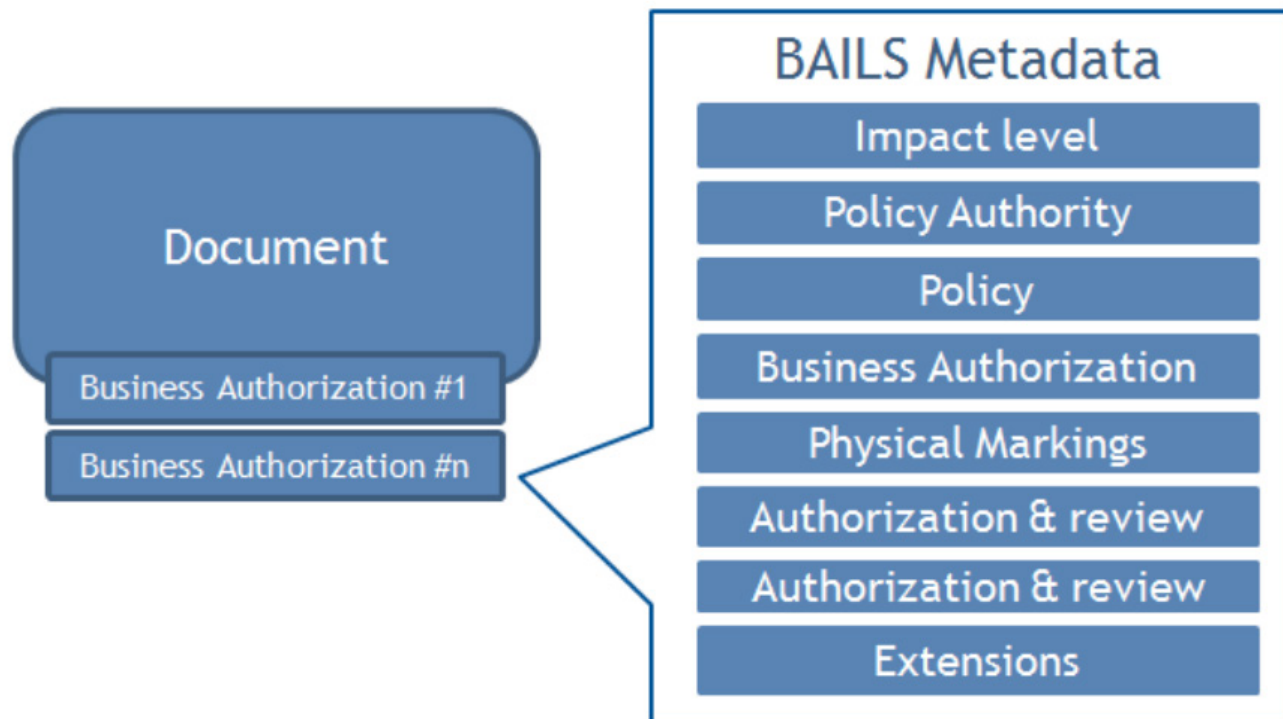 Document
Business Authorization #1
Business Authorization #n
BAILS Metadata
Impact level
Policy Authority
Policy
Business Authorization
Physical Markings
Authorization & review
Authorization & review
Extensions